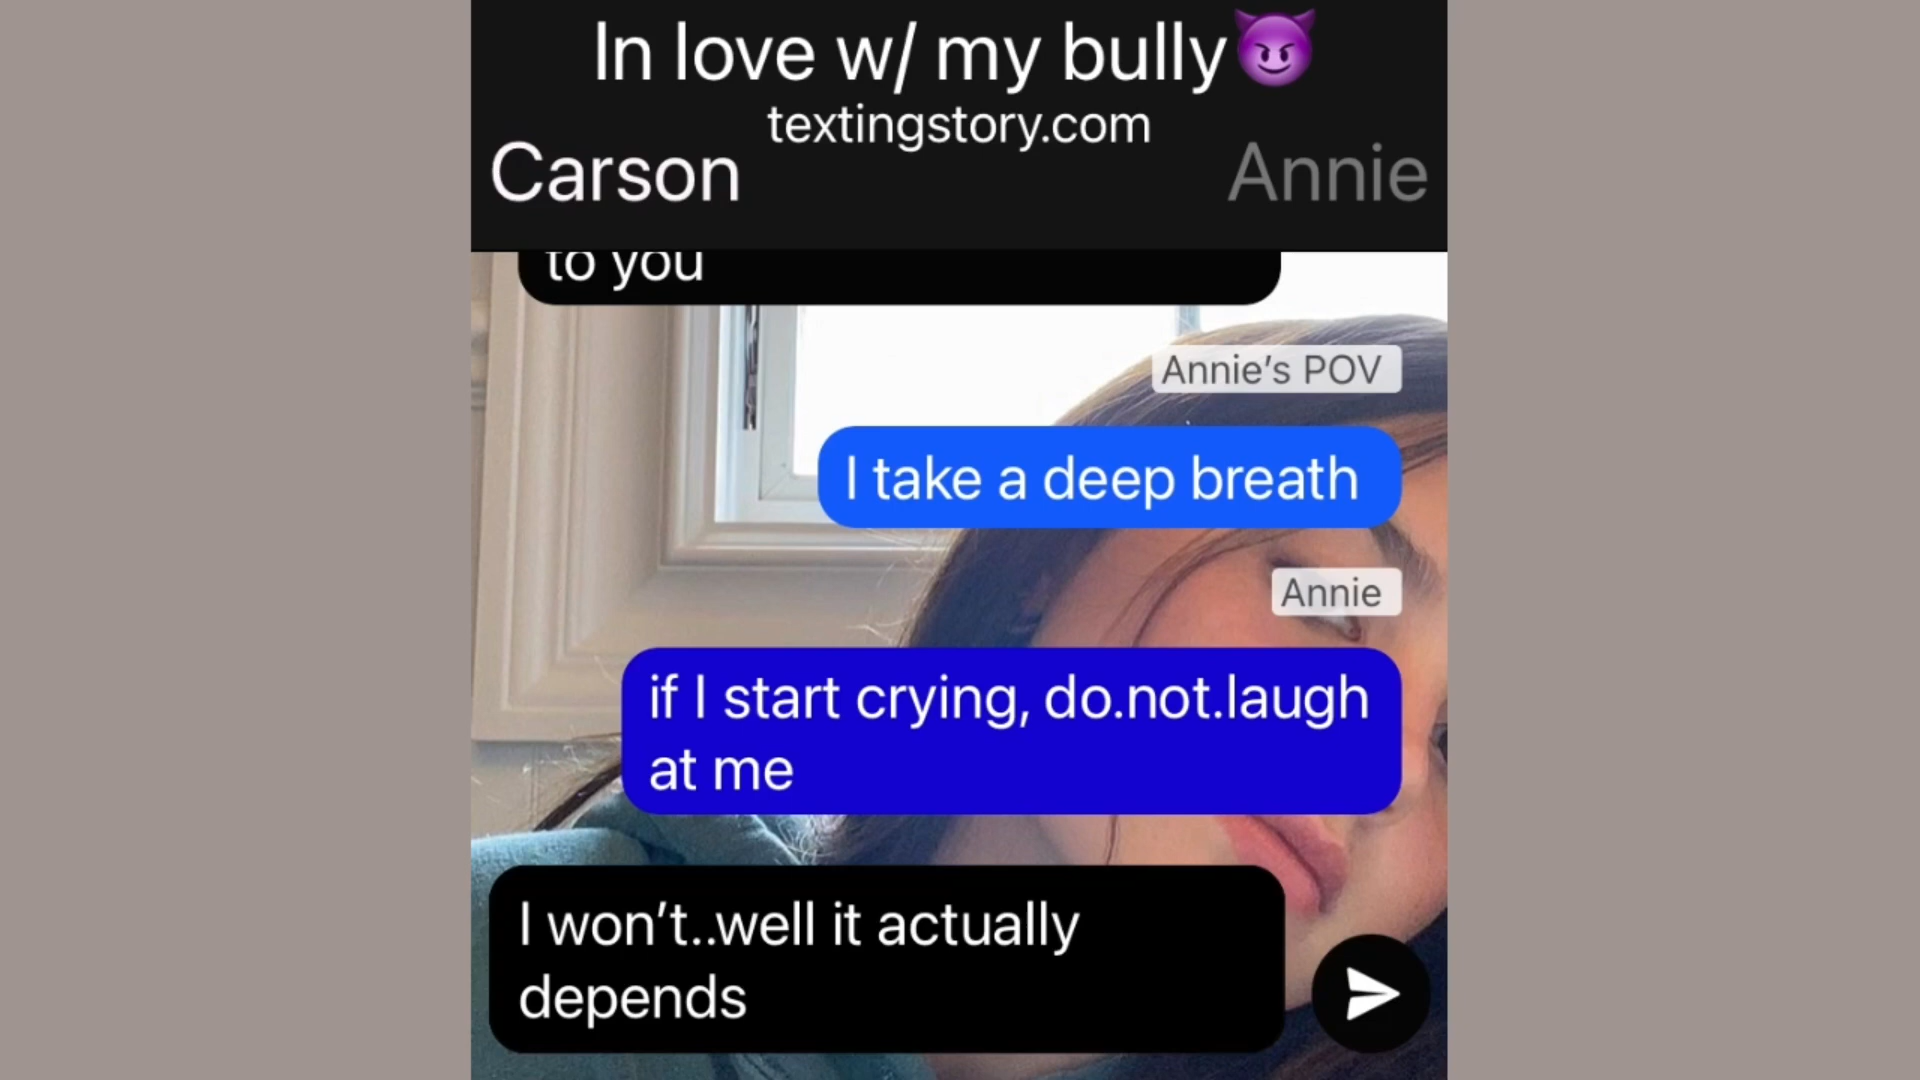 In love w/ my bully😈
textingstory.com
Carson
Annie
to you
Annie’s POV
I take a deep breath
Annie
if I start crying, do.not.laugh
at me
I won’t..well it actually
depends